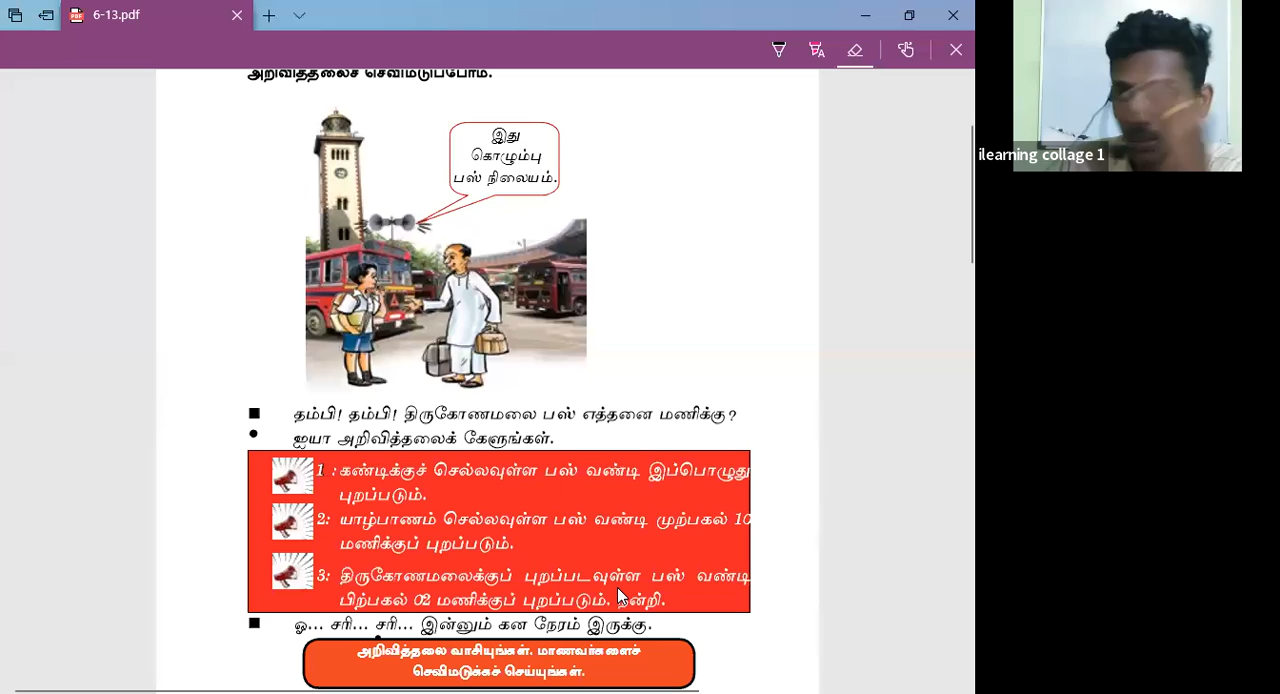 6-13.pdf
அறிவித்தலைச் செவிமடுப்போம்.
இது
கொழும்பு
பஸ் நிலையம்.
ilearning collage 1
■ தம்பி! தம்பி! திருகோணமலை பஸ் எத்தனை மணிக்கு?
● ஐயா அறிவித்தலைக் கேளுங்கள்.
1 : கண்டிக்குச் செல்லவுள்ள பஸ் வண்டி இப்பொழுது
புறப்படும்.
2: யாழ்பாணம் செல்லவுள்ள பஸ் வண்டி முற்பகல் 10
மணிக்குப் புறப்படும்.
3: திருகோணமலைக்குப் புறப்படவுள்ள பஸ் வண்டி
பிற்பகல் 02 மணிக்குப் புறப்படும். நன்றி.
■ ஓ... சரி... சரி... இன்னும் கன நேரம் இருக்கு.
அறிவித்தலை வாசியுங்கள். மாணவர்களைச்
செவிமடுக்கச் செய்யுங்கள்.